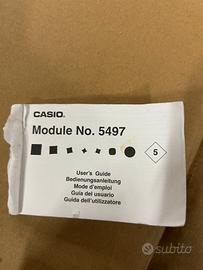 CASIO
Module No. 5497
5
User's Guide
Bedienungsanleitung
Mode d'emploi
Guía del usuario
Guida dell'utilizzatore
subito